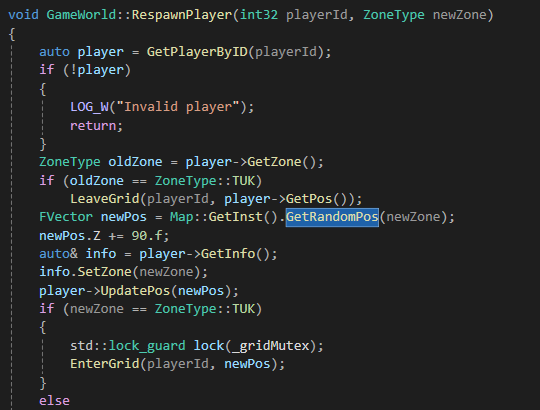 void GameWorld::RespawnPlayer(int32 playerId, ZoneType newZone)
{
    auto player = GetPlayerByID(playerId);
    if (!player)
    {
        LOG_W("Invalid player");
        return;
    }
    ZoneType oldZone = player->GetZone();
    if (oldZone == ZoneType::TUK)
        LeaveGrid(playerId, player->GetPos());
    FVector newPos = Map::GetInst().GetRandomPos(newZone);
    newPos.Z += 90.f;
    auto& info = player->GetInfo();
    info.SetZone(newZone);
    player->UpdatePos(newPos);
    if (newZone == ZoneType::TUK)
    {
        std::lock_guard lock(_gridMutex);
        EnterGrid(playerId, newPos);
    }
    else